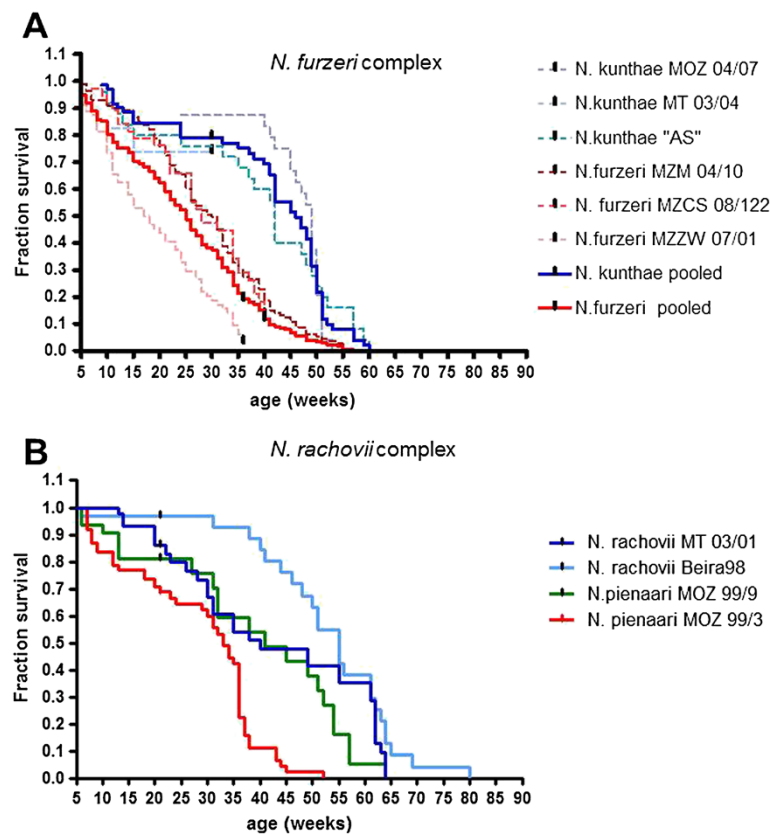 A
N. furzeri complex
Fraction survival
1.1
1.0
0.9
0.8
0.7
0.6
0.5
0.4
0.3
0.2
0.1
0.0
5 10 15 20 25 30 35 40 45 50 55 60 65 70 75 80 85 90
age (weeks)
N. kunthae MOZ 04/07
N.kunthae MT 03/04
N.kunthae "AS"
N.furzeri MZM 04/10
N. furzeri MZCS 08/122
N.furzeri MZZW 07/01
N. kunthae pooled
N.furzeri pooled
B
N. rachovii complex
Fraction survival
1.1
1.0
0.9
0.8
0.7
0.6
0.5
0.4
0.3
0.2
0.1
0.0
5 10 15 20 25 30 35 40 45 50 55 60 65 70 75 80 85 90
age (weeks)
N. rachovii MT 03/01
N. rachovii Beira98
N.pienaari MOZ 99/9
N. pienaari MOZ 99/3